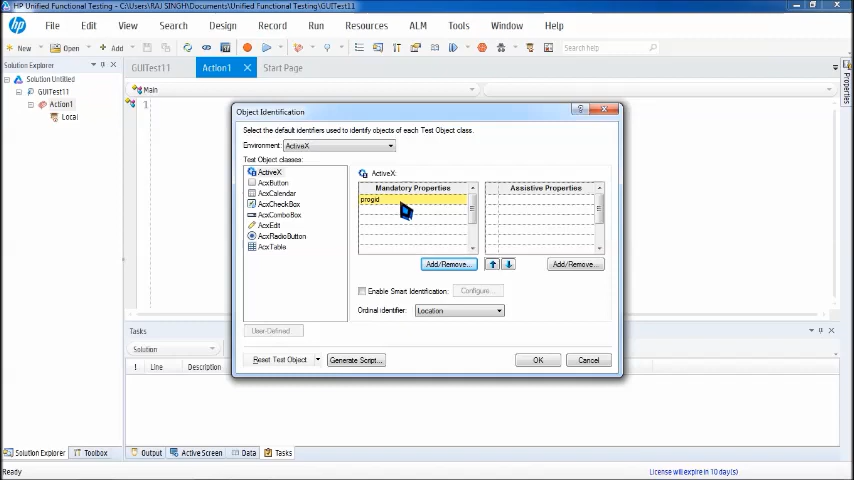 HP Unified Functional Testing - C:\Users\RAJ SINGH\Documents\Unified Functional Testing\GUITest11
File Edit View Search Design Record Run Resources ALM Tools Window Help
New Open Add Search help
Solution Explorer
Action1 Start Page
Solution Untitled
GUITest11
Action1
Local
Main
1
Properties
Object Identification
Select the default identifiers used to identify objects of each Test Object class.
Environment: ActiveX
Test Object classes:
ActiveX
AcxButton
AcxCalendar
AcxCheckBox
AcxComboBox
AcxEdit
AcxRadioButton
AcxTable
User-Defined
ActiveX:
Mandatory Properties Assistive Properties
progid
Add/Remove... Add/Remove...
Enable Smart Identification: Configure...
Ordinal identifier: Location
Reset Test Object Generate Script... OK Cancel
Tasks
Solution
! Line Description
Solution Explorer Toolbox Output Active Screen Data Tasks
Ready License will expire in 10 day(s)